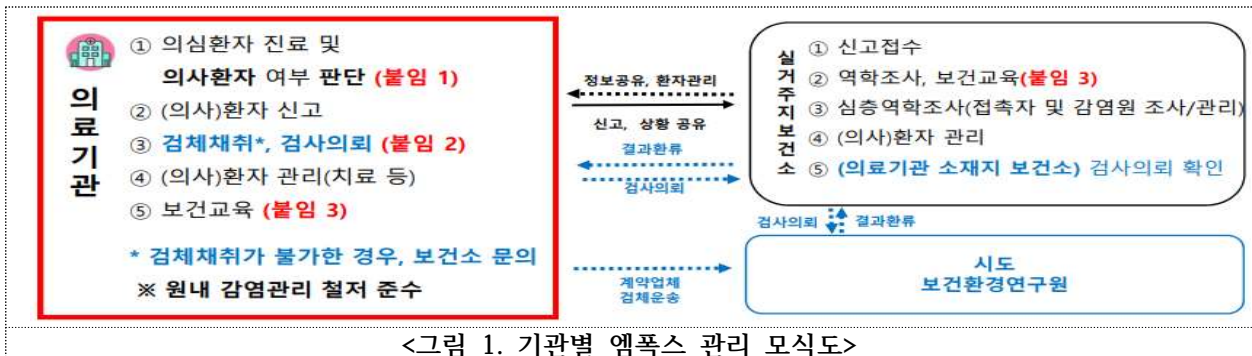 의료기관
① 의심환자 진료 및
의사환자 여부 판단 (붙임 1)
② (의사)환자 신고
③ 검체채취*, 검사의뢰 (붙임 2)
④ (의사)환자 관리(치료 등)
⑤ 보건교육 (붙임 3)
* 검체채취가 불가한 경우, 보건소 문의
※ 원내 감염관리 철저 준수
정보공유, 환자관리
신고, 상황 공유
결과환류
검사의뢰
계약업체
검체운송
실거주지보건소
① 신고접수
② 역학조사, 보건교육(붙임 3)
③ 심층역학조사(접촉자 및 감염원 조사/관리)
④ (의사)환자 관리
⑤ (의료기관 소재지 보건소) 검사의뢰 확인
검사의뢰
결과환류
시도
보건환경연구원
<그림 1. 기관별 엠폭스 관리 모식도>